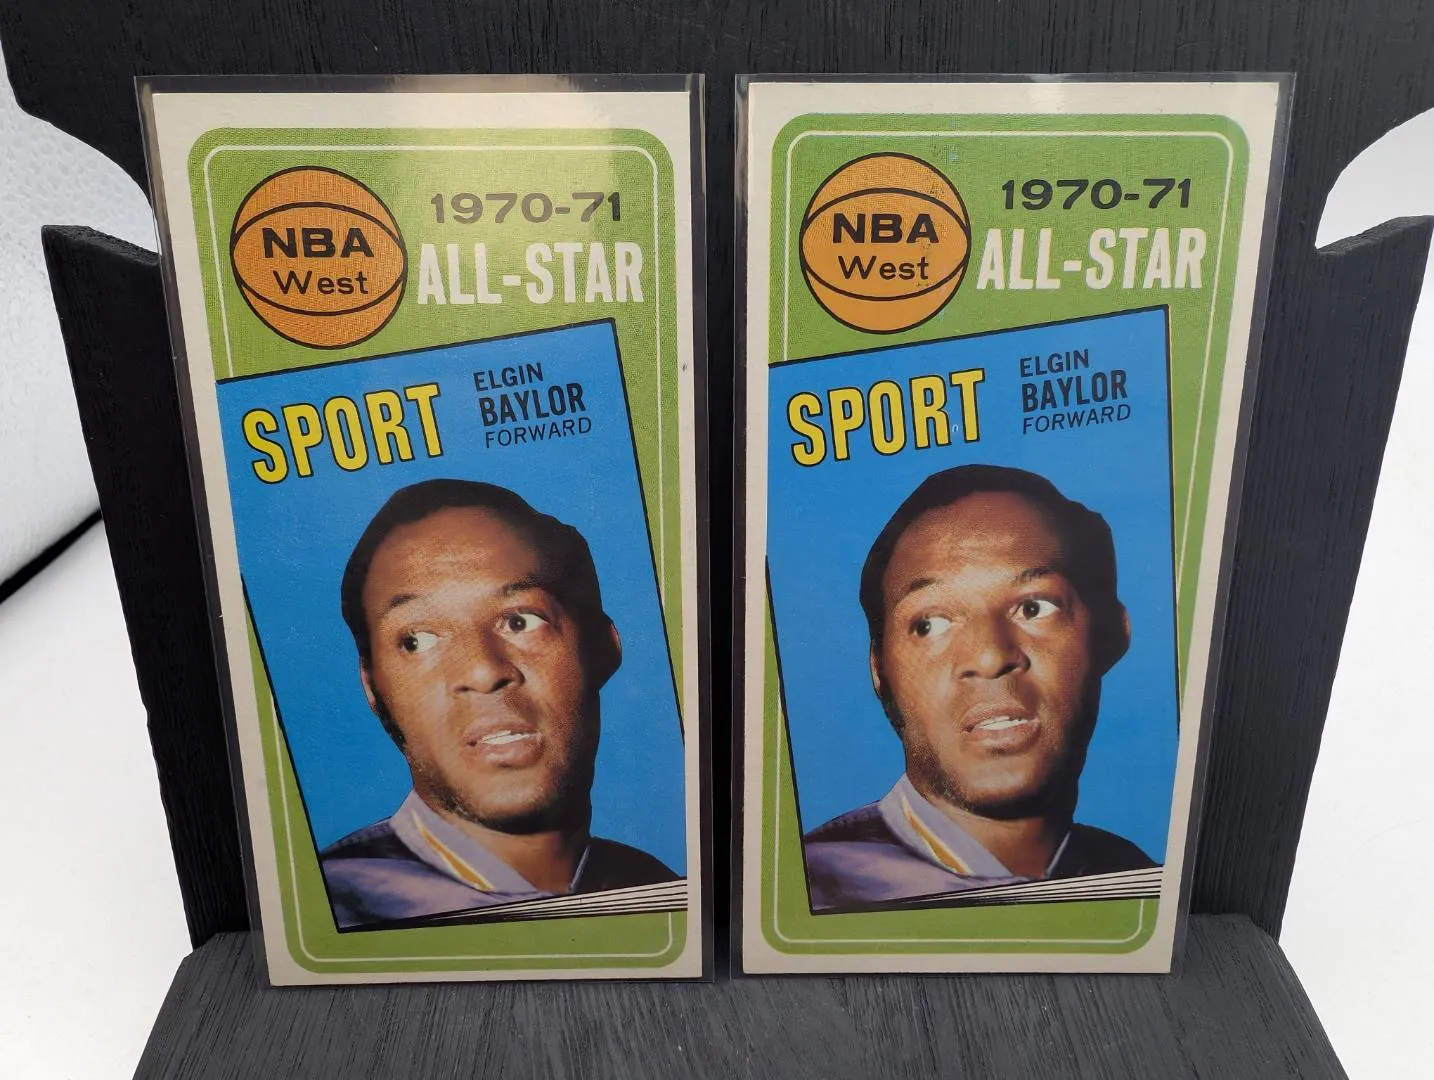 NBA
West
1970-71
ALL-STAR
SPORT
ELGIN
BAYLOR
FORWARD
NBA
West
1970-71
ALL-STAR
SPORT
ELGIN
BAYLOR
FORWARD